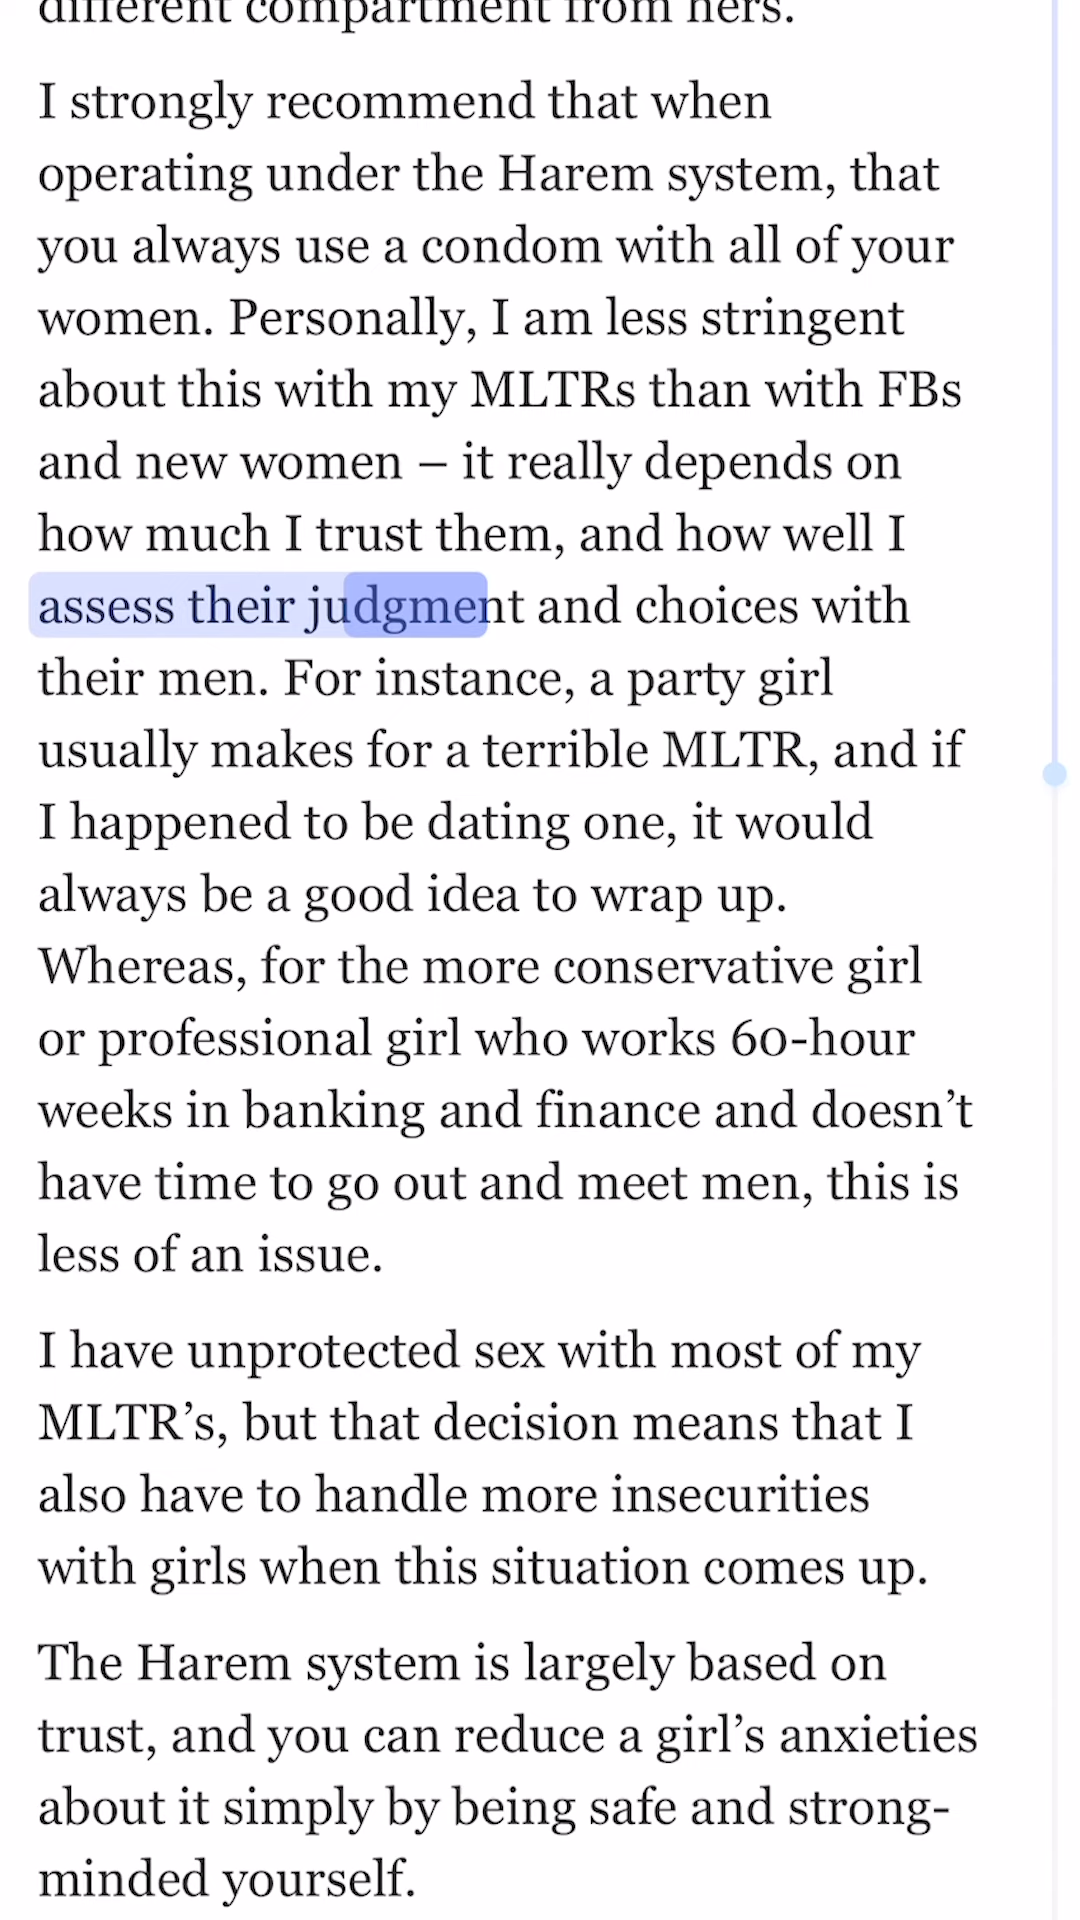 different compartment from hers.
I strongly recommend that when
operating under the Harem system, that
you always use a condom with all of your
women. Personally, I am less stringent
about this with my MLTRs than with FBs
and new women – it really depends on
how much I trust them, and how well I
assess their judgment and choices with
their men. For instance, a party girl
usually makes for a terrible MLTR, and if
I happened to be dating one, it would
always be a good idea to wrap up.
Whereas, for the more conservative girl
or professional girl who works 60-hour
weeks in banking and finance and doesn’t
have time to go out and meet men, this is
less of an issue.
I have unprotected sex with most of my
MLTR’s, but that decision means that I
also have to handle more insecurities
with girls when this situation comes up.
The Harem system is largely based on
trust, and you can reduce a girl’s anxieties
about it simply by being safe and strong-
minded yourself.